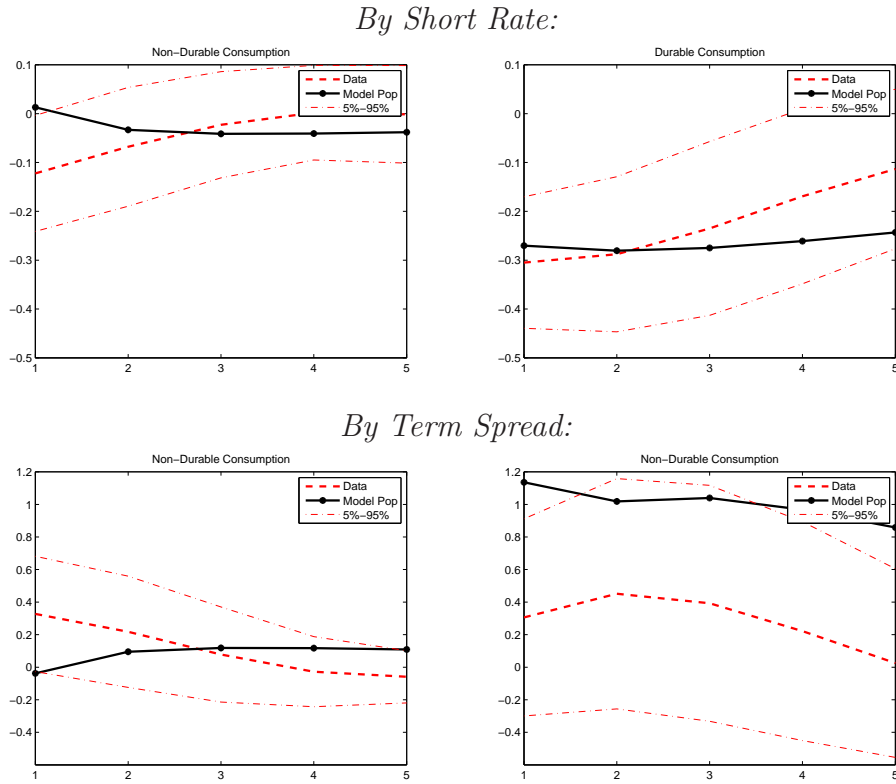 By Short Rate:
Non−Durable Consumption
0.1
0
−0.1
−0.2
−0.3
−0.4
−0.5
1 2 3 4 5
Data
Model Pop
5%−95%
Durable Consumption
0.1
0
−0.1
−0.2
−0.3
−0.4
−0.5
1 2 3 4 5
Data
Model Pop
5%−95%
By Term Spread:
Non−Durable Consumption
1.2
1
0.8
0.6
0.4
0.2
0
−0.2
−0.4
1 2 3 4 5
Data
Model Pop
5%−95%
Non−Durable Consumption
1.2
1
0.8
0.6
0.4
0.2
0
−0.2
−0.4
1 2 3 4 5
Data
Model Pop
5%−95%